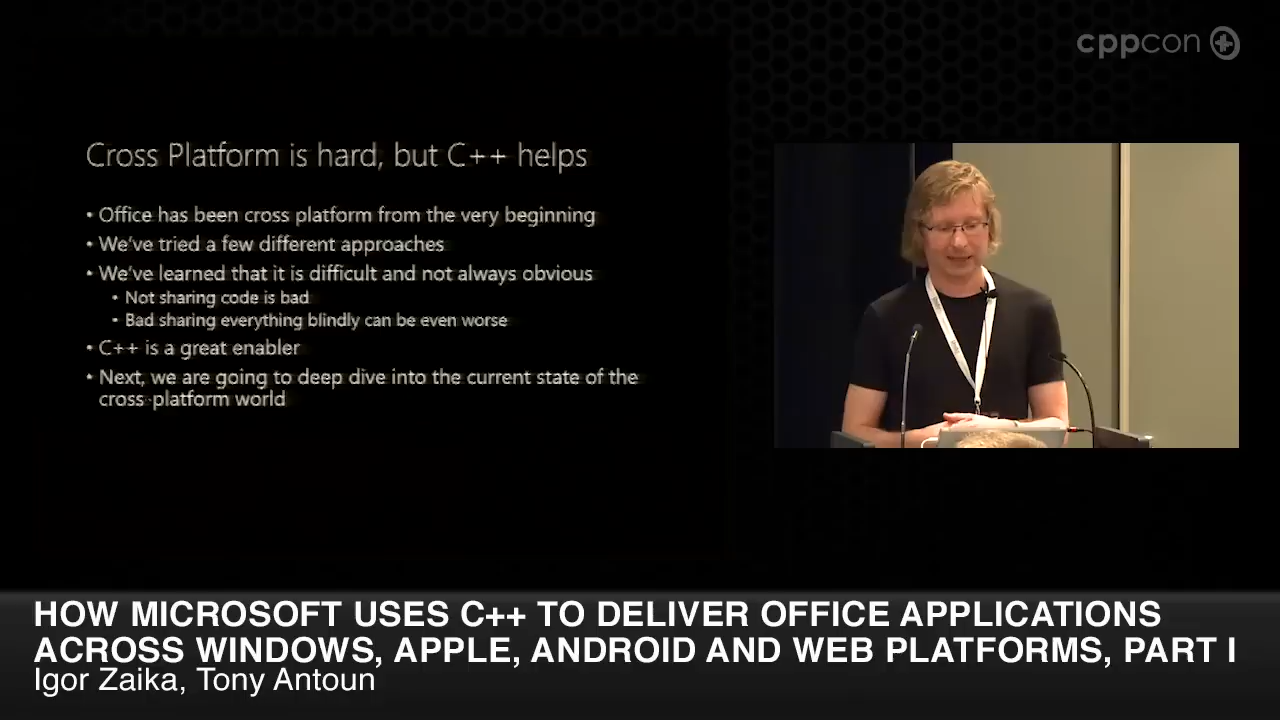 cppcon
Cross Platform is hard, but C++ helps
• Office has been cross platform from the very beginning
• We've tried a few different approaches
• We've learned that it is difficult and not always obvious
• Not sharing code is bad
• Bad sharing everything blindly can be even worse
• C++ is a great enabler
• Next, we are going to deep dive into the current state of the
cross-platform world
HOW MICROSOFT USES C++ TO DELIVER OFFICE APPLICATIONS
ACROSS WINDOWS, APPLE, ANDROID AND WEB PLATFORMS, PART I
Igor Zaika, Tony Antoun